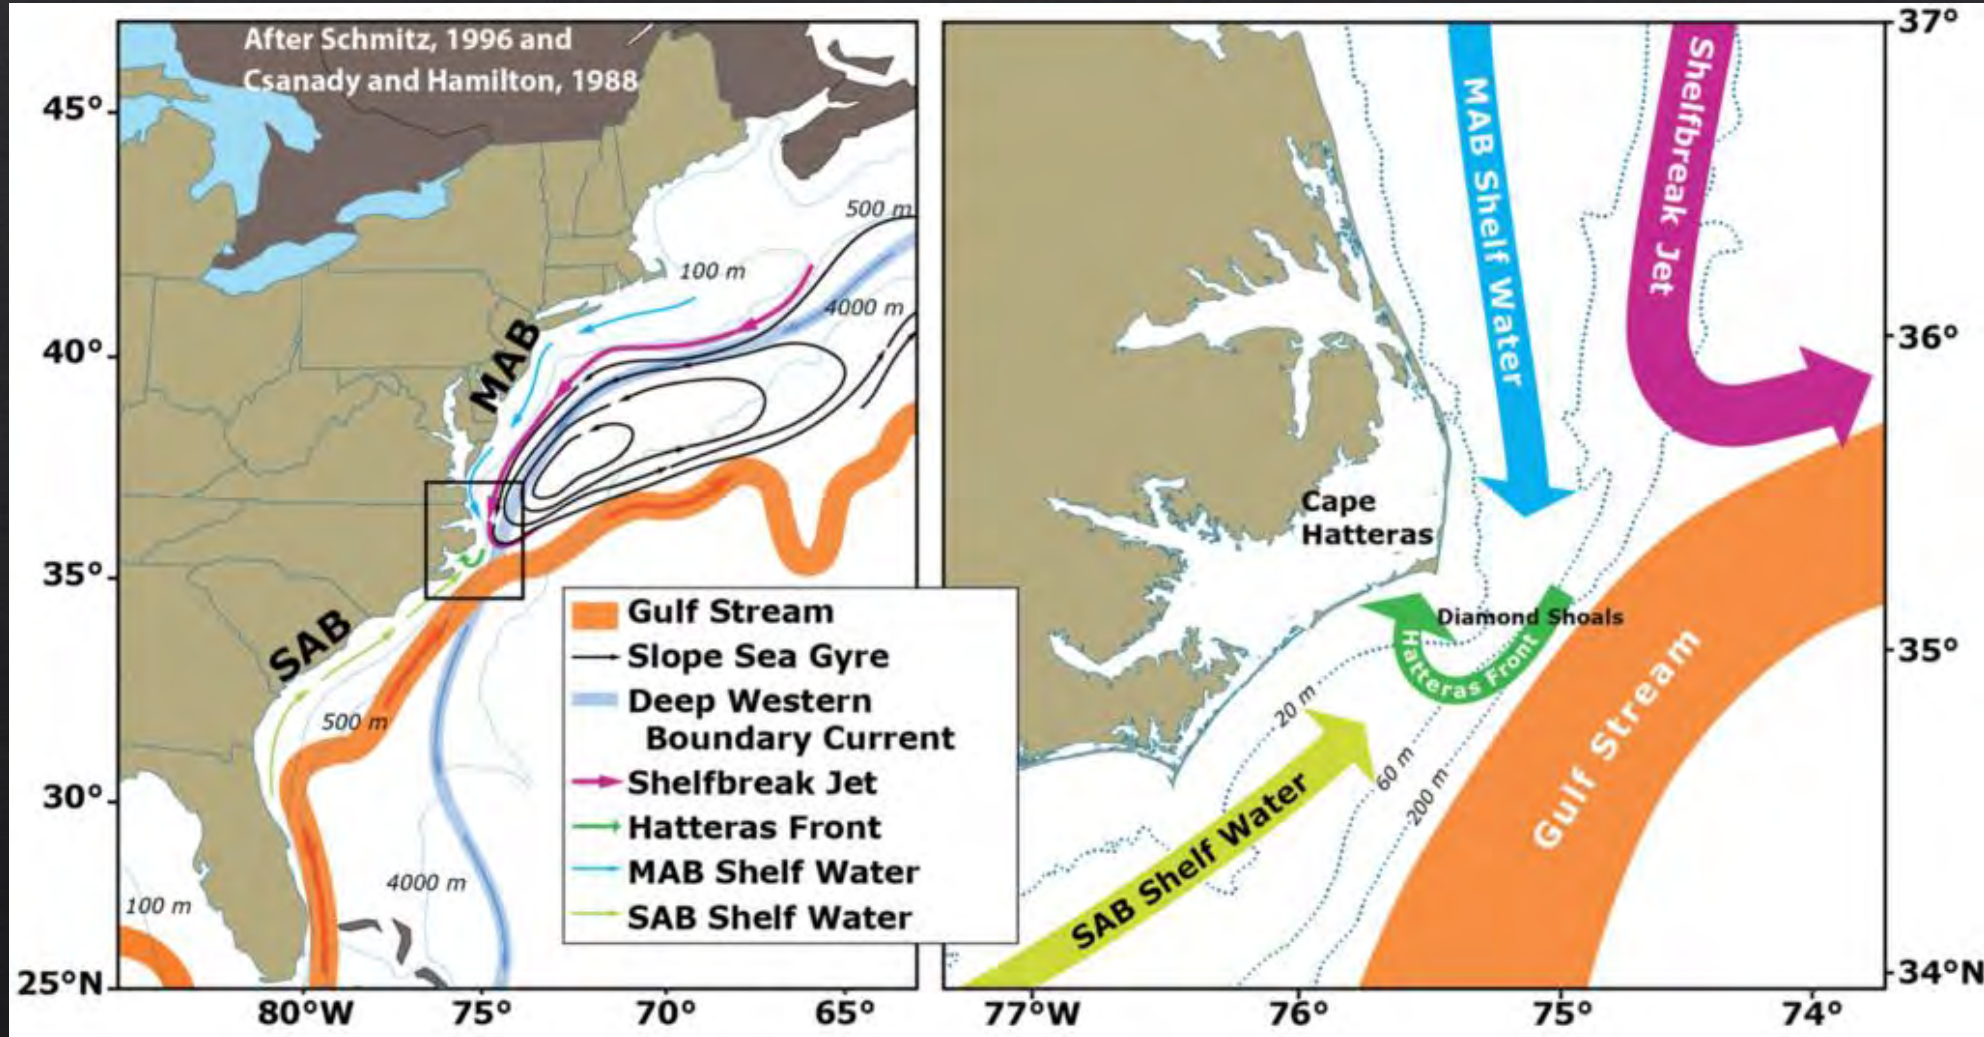 After Schmitz, 1996 and
Csanady and Hamilton, 1988
45°
40°
35°
30°
25°N
80°W
75°
70°
65°
500 m
100 m
4000 m
MAB
SAB
500 m
4000 m
100 m
Gulf Stream
Slope Sea Gyre
Deep Western
Boundary Current
Shelfbreak Jet
Hatteras Front
MAB Shelf Water
SAB Shelf Water
MAB Shelf Water
Shelfbreak Jet
Cape
Hatteras
Diamond Shoals
Hatteras Front
20 m
60 m
200 m
SAB Shelf Water
Gulf Stream
37°
36°
35°
34°N
77°W
76°
75°
74°